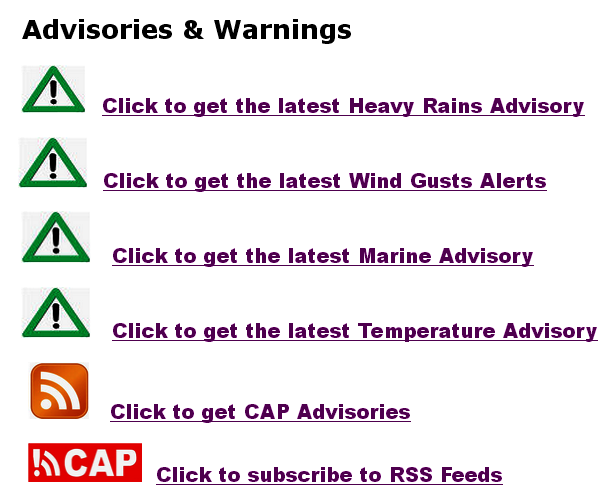 Advisories & Warnings
Click to get the latest Heavy Rains Advisory
Click to get the latest Wind Gusts Alerts
Click to get the latest Marine Advisory
Click to get the latest Temperature Advisory
Click to get CAP Advisories
CAP Click to subscribe to RSS Feeds